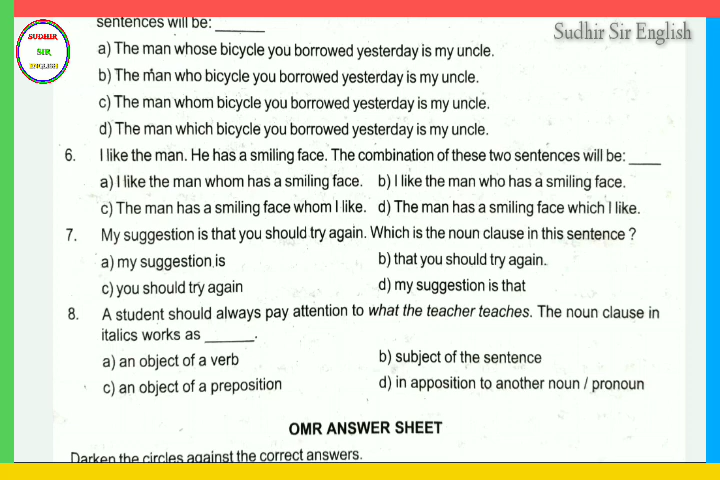 SUDHIR
SIR
ENGLISH
Sudhir Sir English
sentences will be: ______
a) The man whose bicycle you borrowed yesterday is my uncle.
b) The man who bicycle you borrowed yesterday is my uncle.
c) The man whom bicycle you borrowed yesterday is my uncle.
d) The man which bicycle you borrowed yesterday is my uncle.
6. I like the man. He has a smiling face. The combination of these two sentences will be: ____
a) I like the man whom has a smiling face. b) I like the man who has a smiling face.
c) The man has a smiling face whom I like. d) The man has a smiling face which I like.
7. My suggestion is that you should try again. Which is the noun clause in this sentence ?
a) my suggestion is b) that you should try again.
c) you should try again d) my suggestion is that
8. A student should always pay attention to what the teacher teaches. The noun clause in
italics works as ______.
a) an object of a verb b) subject of the sentence
c) an object of a preposition d) in apposition to another noun / pronoun
OMR ANSWER SHEET
Darken the circles against the correct answers.